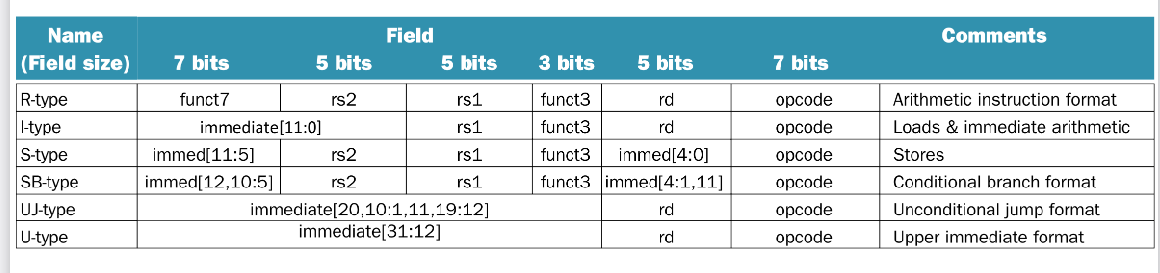 Name Field Comments
(Field size) 7 bits 5 bits 5 bits 3 bits 5 bits 7 bits
R-type funct7 rs2 rs1 funct3 rd opcode Arithmetic instruction format
I-type immediate[11:0] rs1 funct3 rd opcode Loads & immediate arithmetic
S-type immed[11:5] rs2 rs1 funct3 immed[4:0] opcode Stores
SB-type immed[12,10:5] rs2 rs1 funct3 immed[4:1,11] opcode Conditional branch format
UJ-type immediate[20,10:1,11,19:12] rd opcode Unconditional jump format
U-type immediate[31:12] rd opcode Upper immediate format